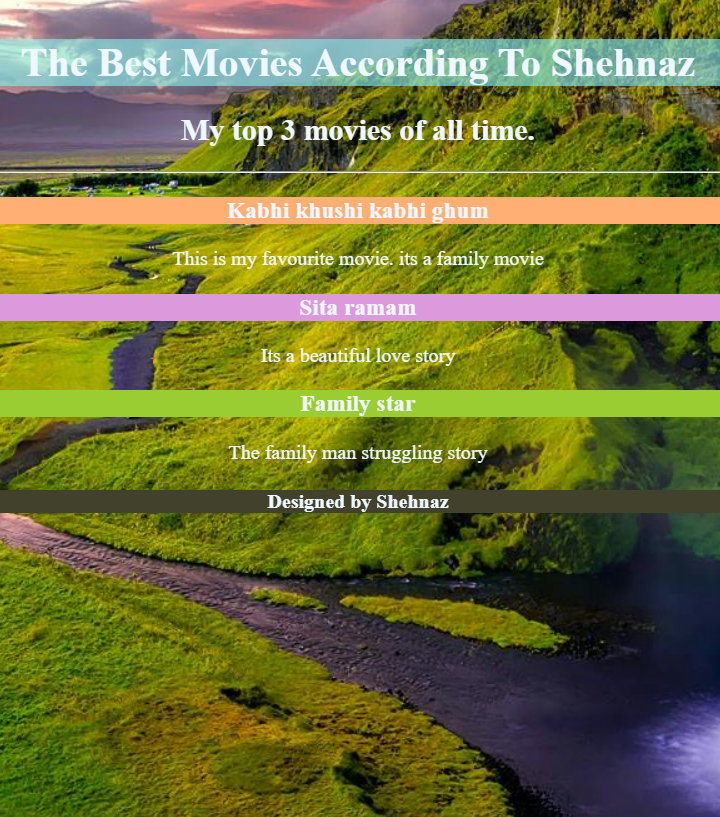 The Best Movies According To Shehnaz
My top 3 movies of all time.
Kabhi khushi kabhi ghum
This is my favourite movie. its a family movie
Sita ramam
Its a beautiful love story
Family star
The family man struggling story
Designed by Shehnaz